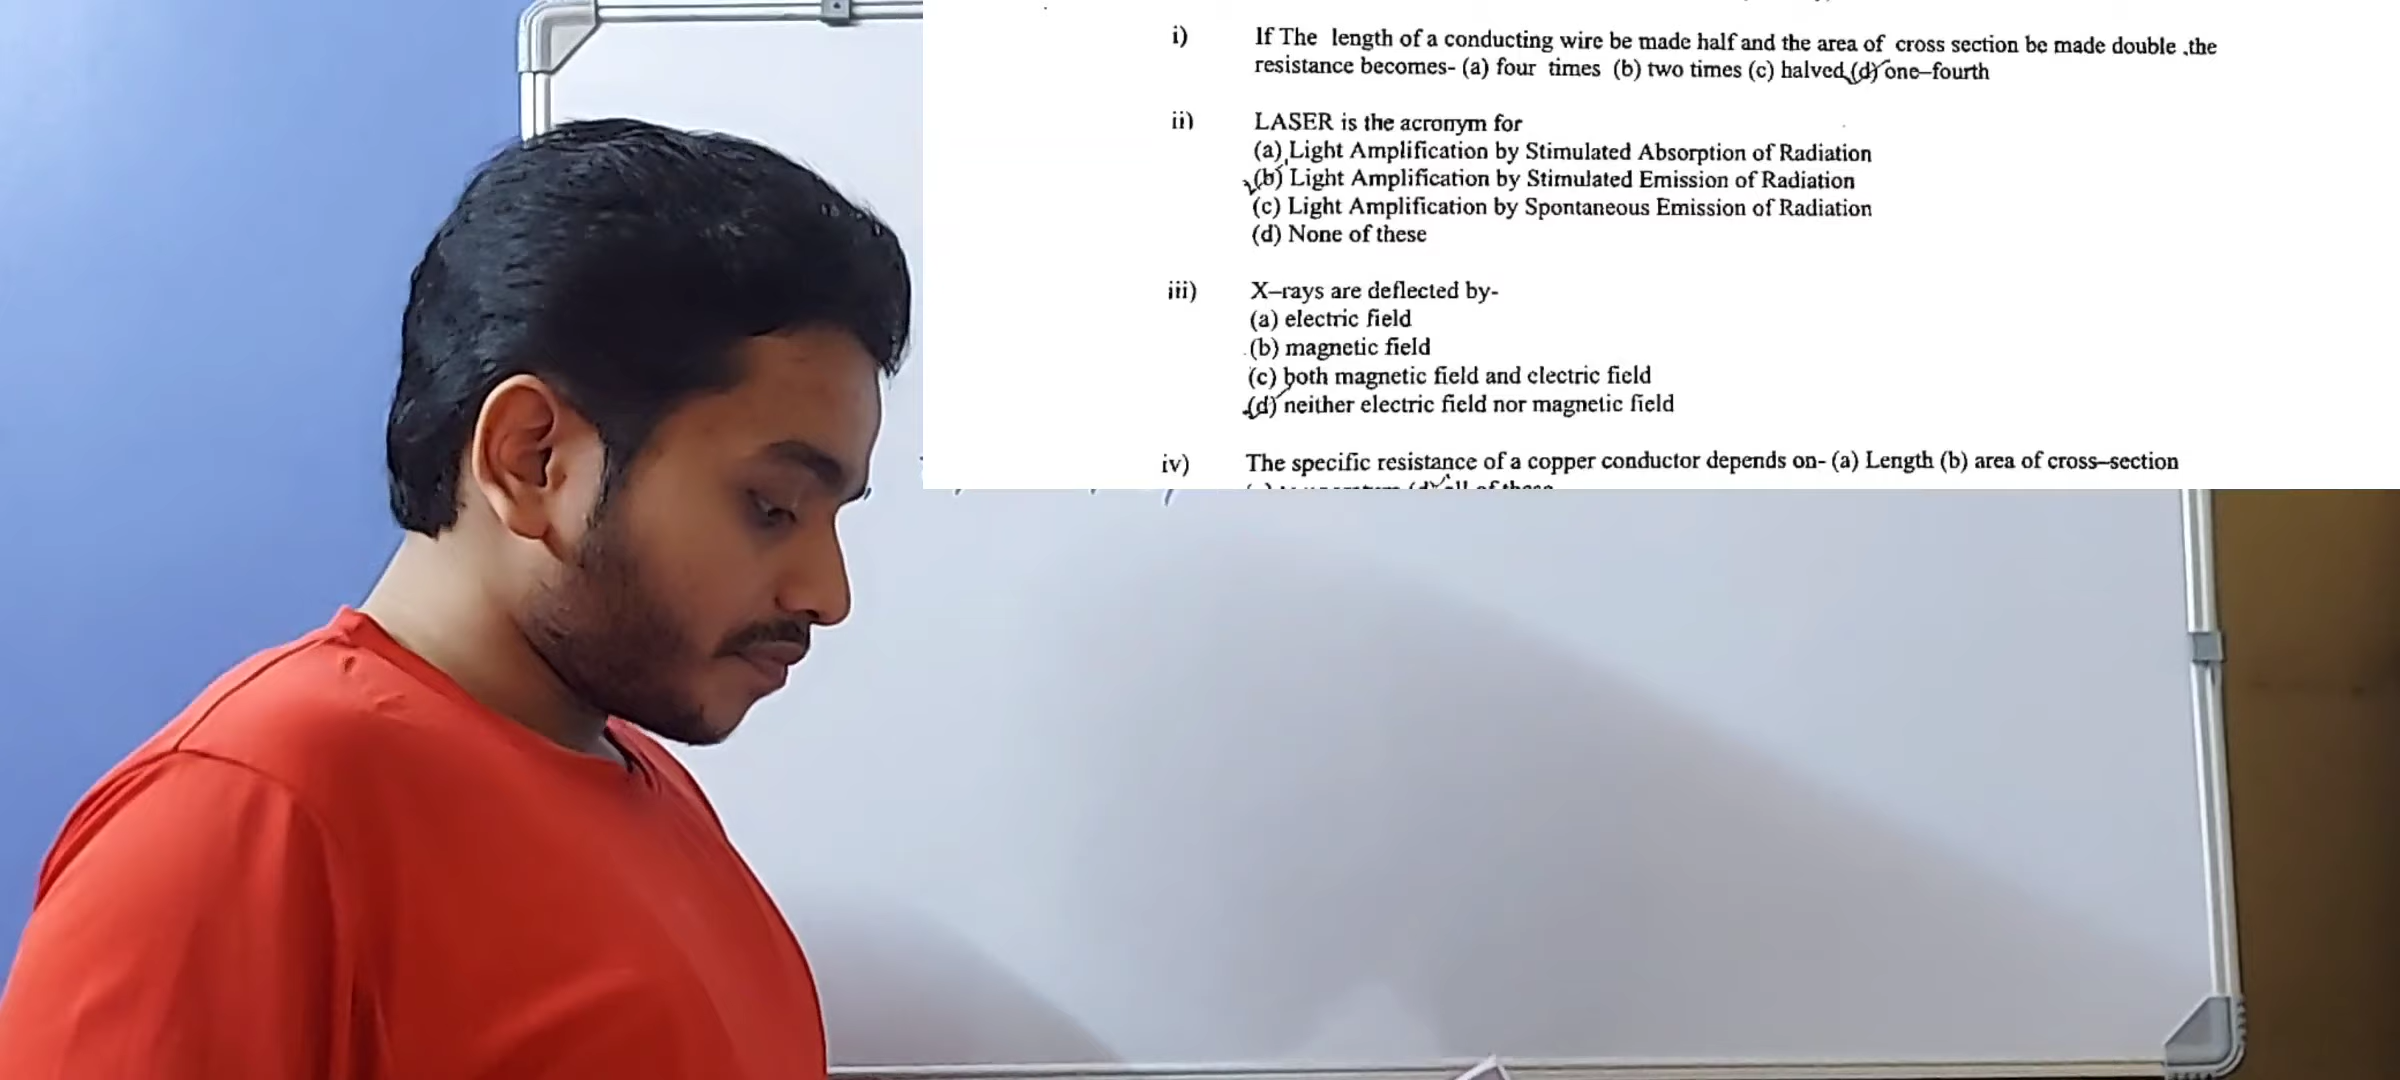 i) If The length of a conducting wire be made half and the area of cross section be made double ,the
resistance becomes- (a) four times (b) two times (c) halved (d) one–fourth
ii) LASER is the acronym for
(a) Light Amplification by Stimulated Absorption of Radiation
(b) Light Amplification by Stimulated Emission of Radiation
(c) Light Amplification by Spontaneous Emission of Radiation
(d) None of these
iii) X–rays are deflected by-
(a) electric field
(b) magnetic field
(c) both magnetic field and electric field
(d) neither electric field nor magnetic field
iv) The specific resistance of a copper conductor depends on- (a) Length (b) area of cross–section
(d) all of these